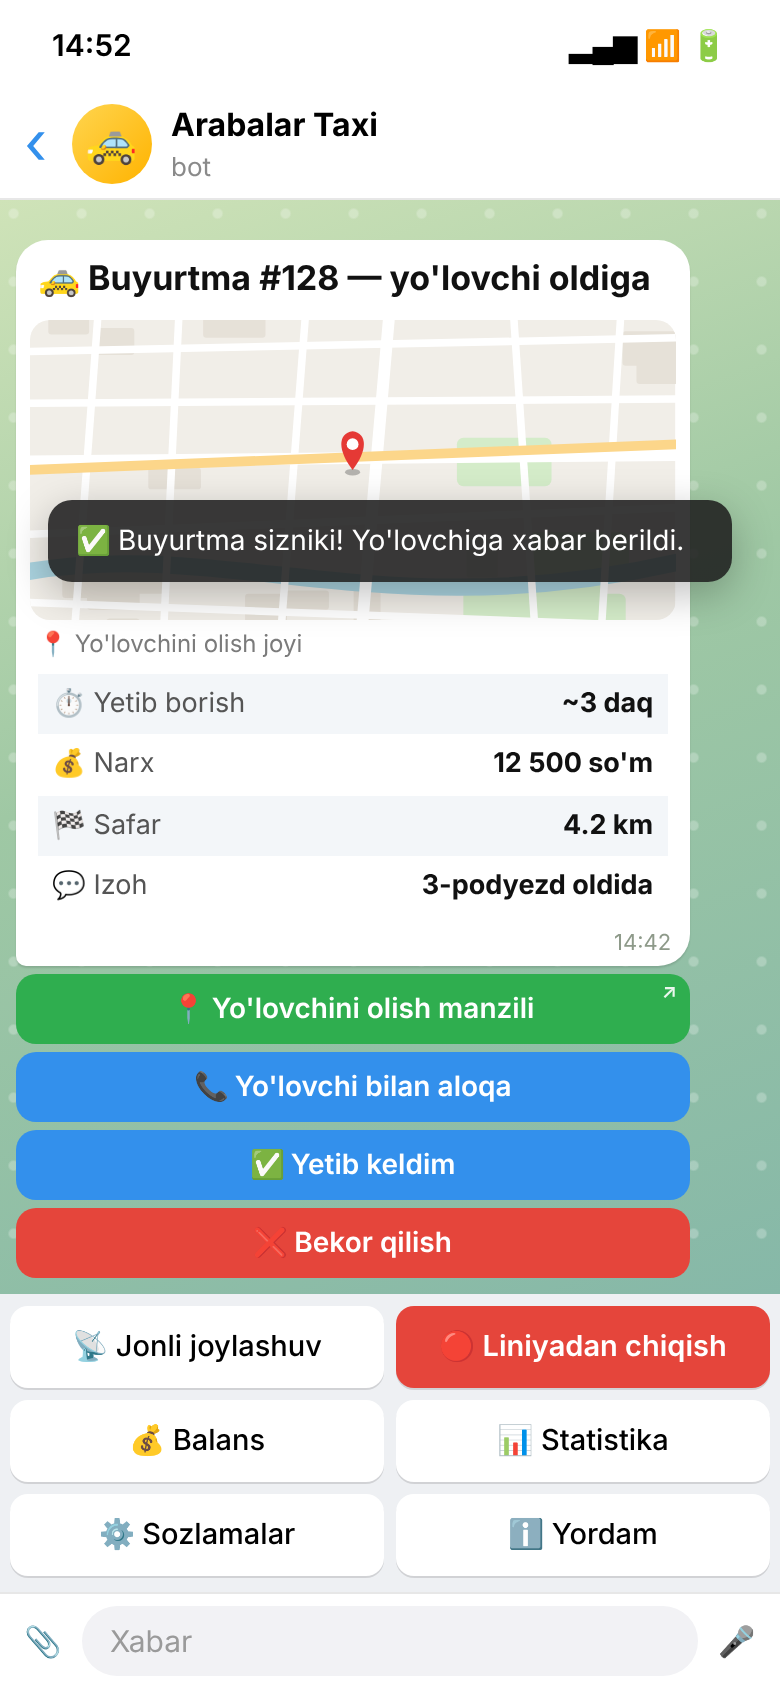 14:52
Arabalar Taxi
bot
Buyurtma #128 — yo'lovchi oldiga
✅ Buyurtma sizniki! Yo'lovchiga xabar berildi.
📍 Yo'lovchini olish joyi
⏱️ Yetib borish ~3 daq
💰 Narx 12 500 so'm
🏁 Safar 4.2 km
💬 Izoh 3-podyezd oldida
14:42
📍 Yo'lovchini olish manzili
📞 Yo'lovchi bilan aloqa
✅ Yetib keldim
❌ Bekor qilish
📡 Jonli joylashuv 🔴 Liniyadan chiqish
💰 Balans 📊 Statistika
⚙️ Sozlamalar ℹ️ Yordam
Xabar